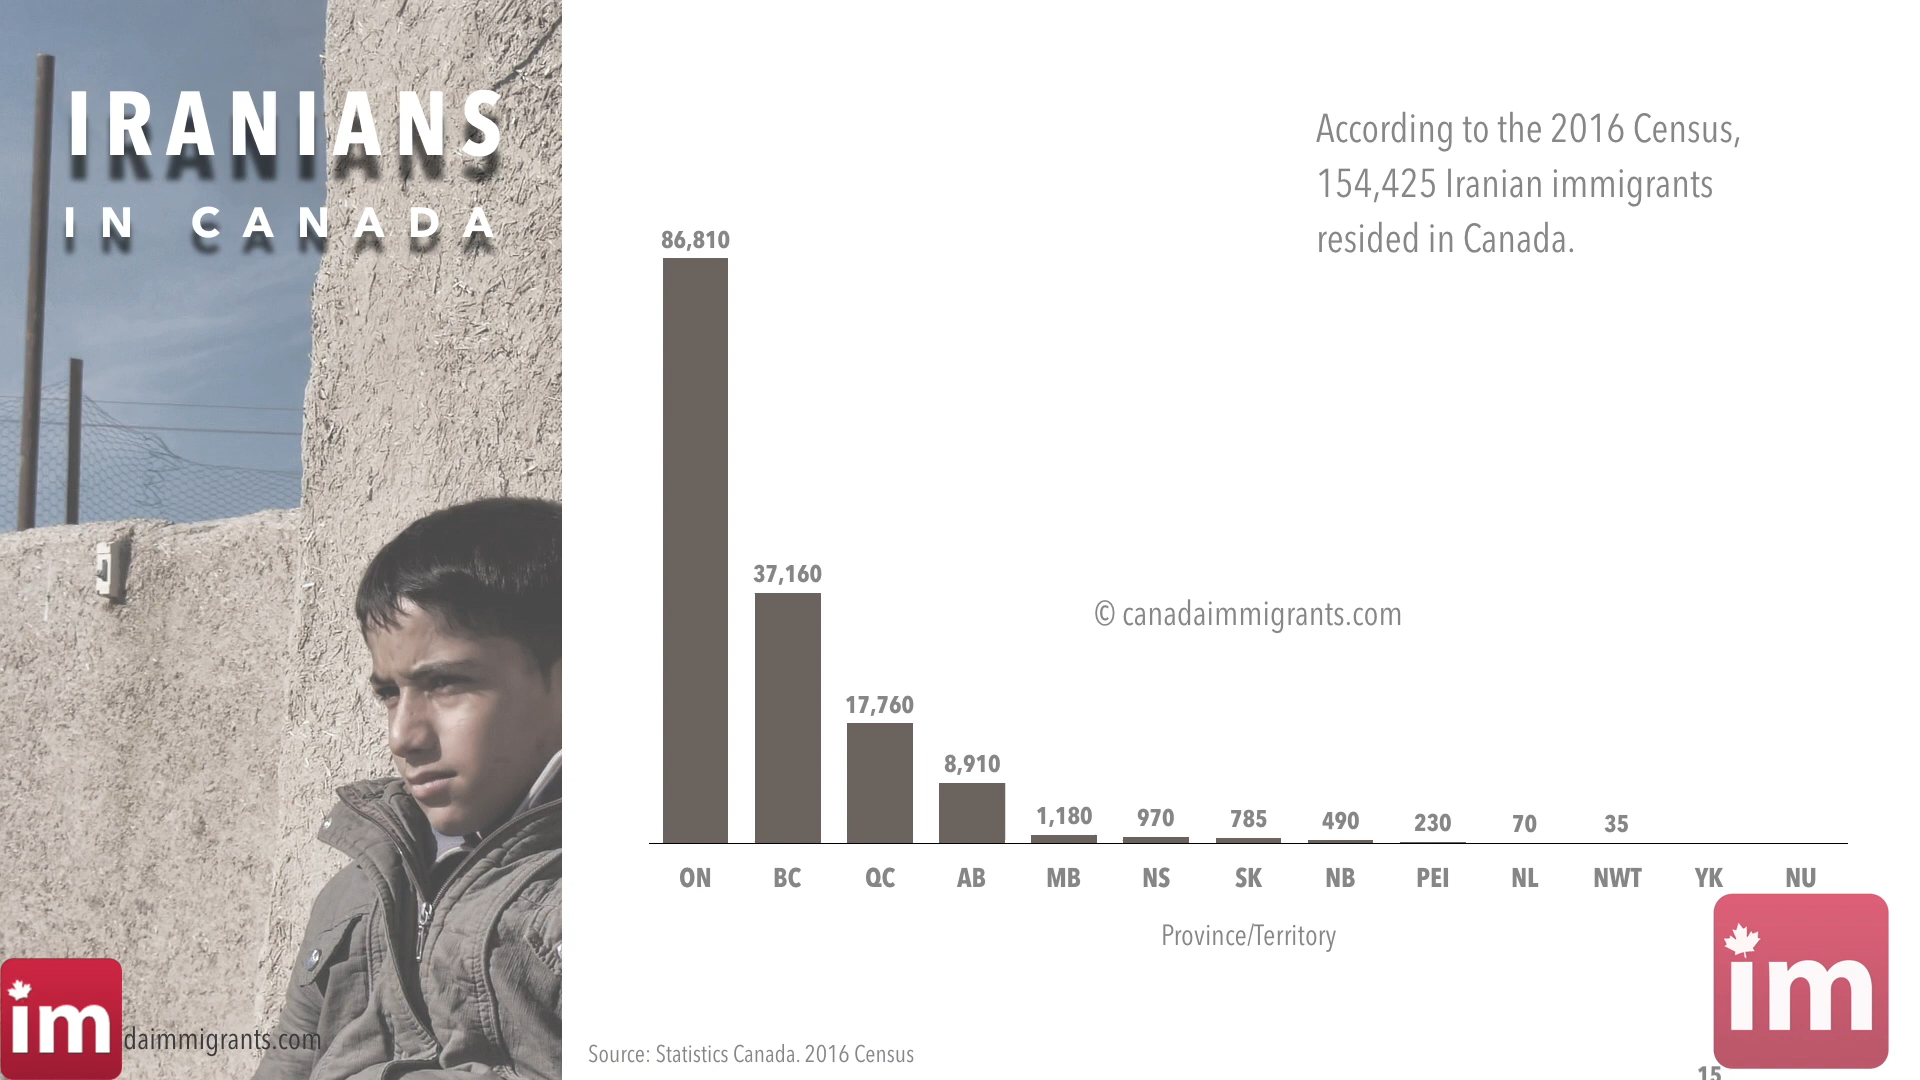 IRANIANS
IN CANADA
According to the 2016 Census,
154,425 Iranian immigrants
resided in Canada.
86,810
37,160
17,760
8,910
1,180 970 785 490 230 70 35
© canadaimmigrants.com
ON BC QC AB MB NS SK NB PEI NL NWT YK NU
Province/Territory
im
daimmigrants.com
Source: Statistics Canada. 2016 Census
im
15